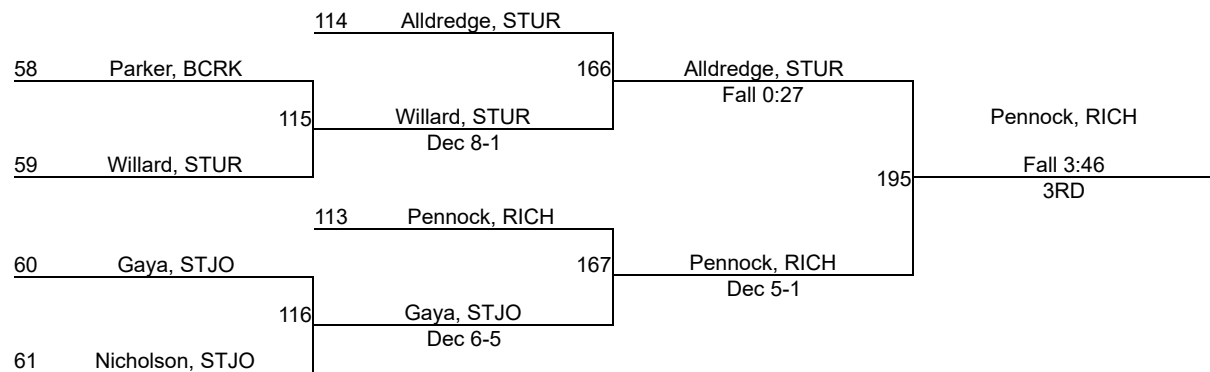 114 Alldredge, STUR
58 Parker, BCRK
166 Alldredge, STUR
Fall 0:27
115 Willard, STUR
Dec 8-1
Pennock, RICH
59 Willard, STUR
Fall 3:46
195
3RD
113 Pennock, RICH
60 Gaya, STJO
167 Pennock, RICH
Dec 5-1
116 Gaya, STJO
Dec 6-5
61 Nicholson, STJO